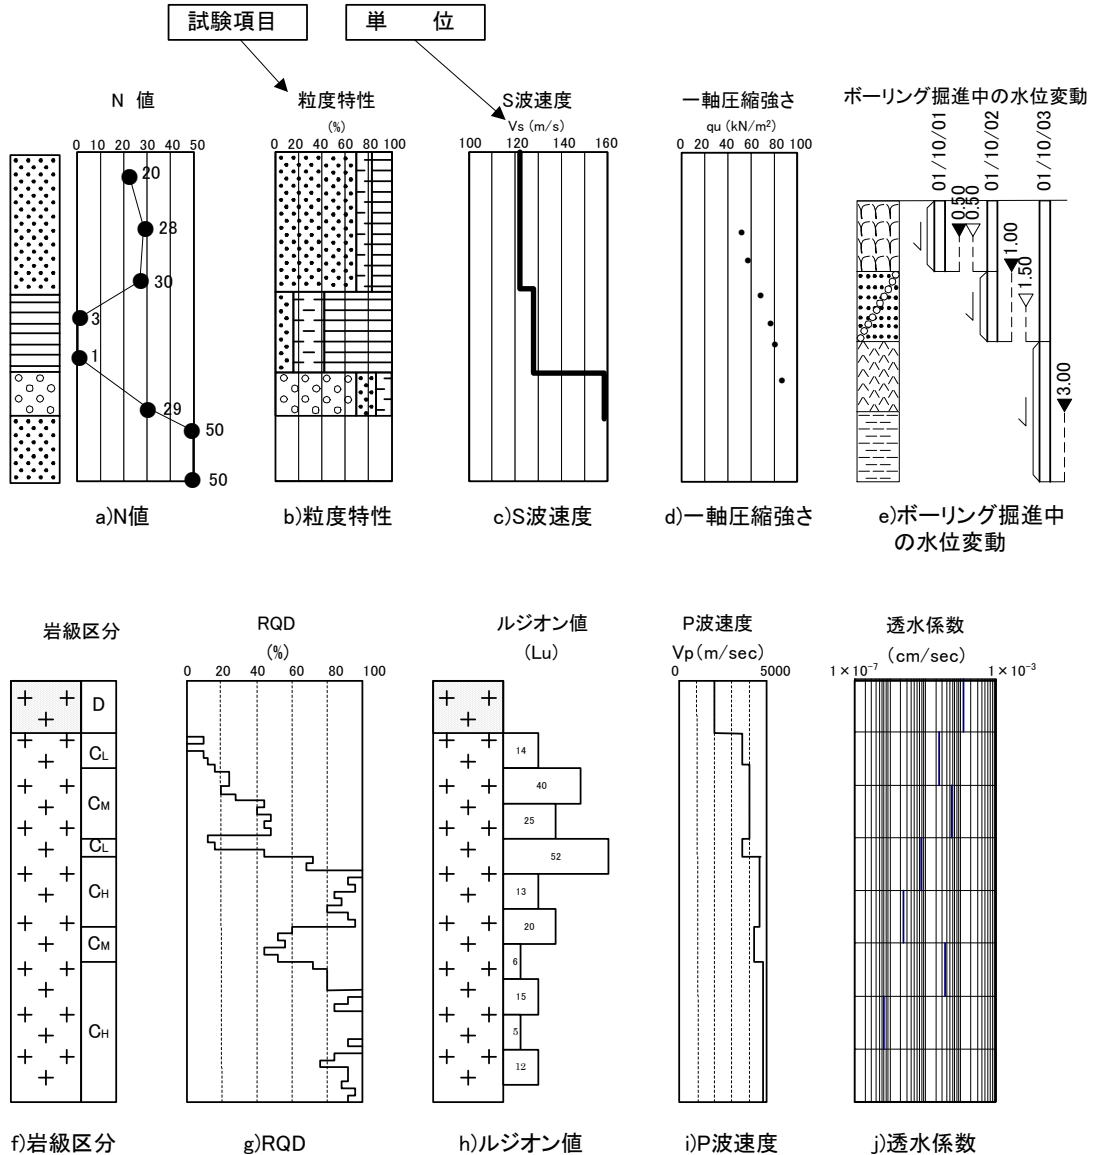 試験項目
単 位
N 値
粒度特性
(%)
S波速度
Vs (m/s)
一軸圧縮強さ
qu (kN/m²)
ボーリング掘進中の水位変動
01/10/01
01/10/02
01/10/03
0 10 20 30 40 50
0 20 40 60 80 100
100 120 140 160
0 20 40 60 80 100
20
28
30
3
1
29
50
50
0.50
0.50
1.00
1.50
3.00
a)N値
b)粒度特性
c)S波速度
d)一軸圧縮強さ
e)ボーリング掘進中
の水位変動
岩級区分
RQD
(%)
0 20 40 60 80 100
ルジオン値
(Lu)
P波速度
Vp(m/sec)
0 5000
透水係数
(cm/sec)
1×10⁻⁷ 1×10⁻³
D
CL
CM
CL
CH
CM
CH
14
40
25
52
13
20
6
15
5
12
f)岩級区分
g)RQD
h)ルジオン値
i)P波速度
j)透水係数